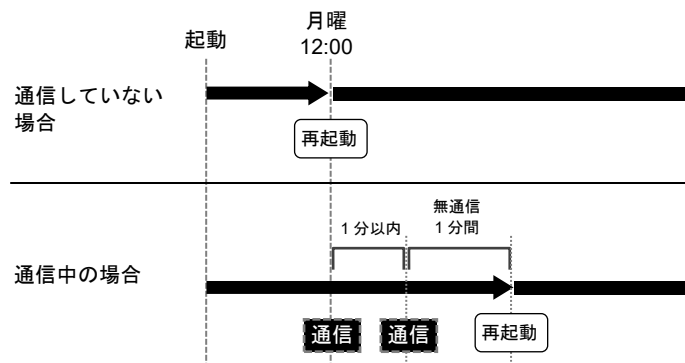 起動
月曜
12:00
通信していない
場合
再起動
無通信
1分以内
1分間
通信中の場合
通信
通信
再起動